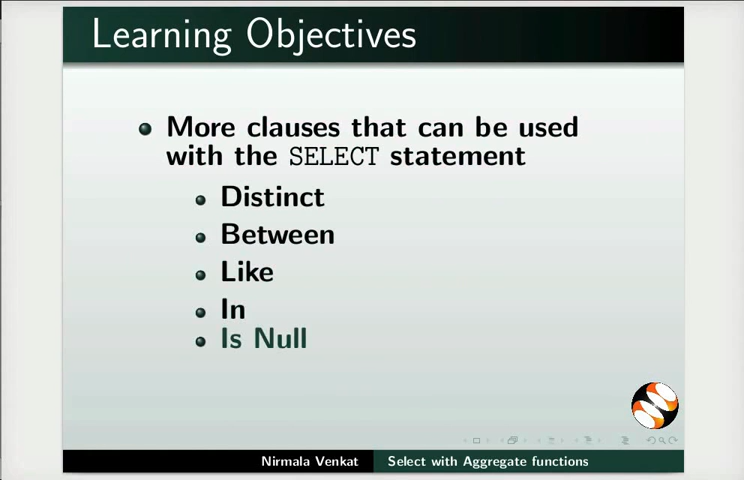 Learning Objectives
More clauses that can be used
with the SELECT statement
Distinct
Between
Like
In
Is Null
Nirmala Venkat
Select with Aggregate functions